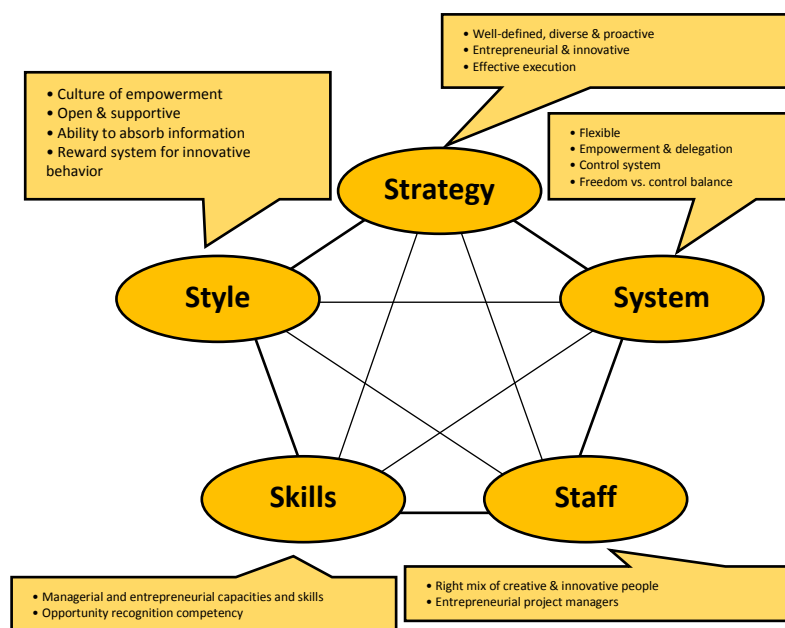 • Well-defined, diverse & proactive
• Entrepreneurial & innovative
• Effective execution
• Culture of empowerment
• Open & supportive
• Ability to absorb information
• Reward system for innovative
behavior
• Flexible
• Empowerment & delegation
• Control system
• Freedom vs. control balance
Strategy
Style
System
Skills
Staff
• Managerial and entrepreneurial capacities and skills
• Opportunity recognition competency
• Right mix of creative & innovative people
• Entrepreneurial project managers